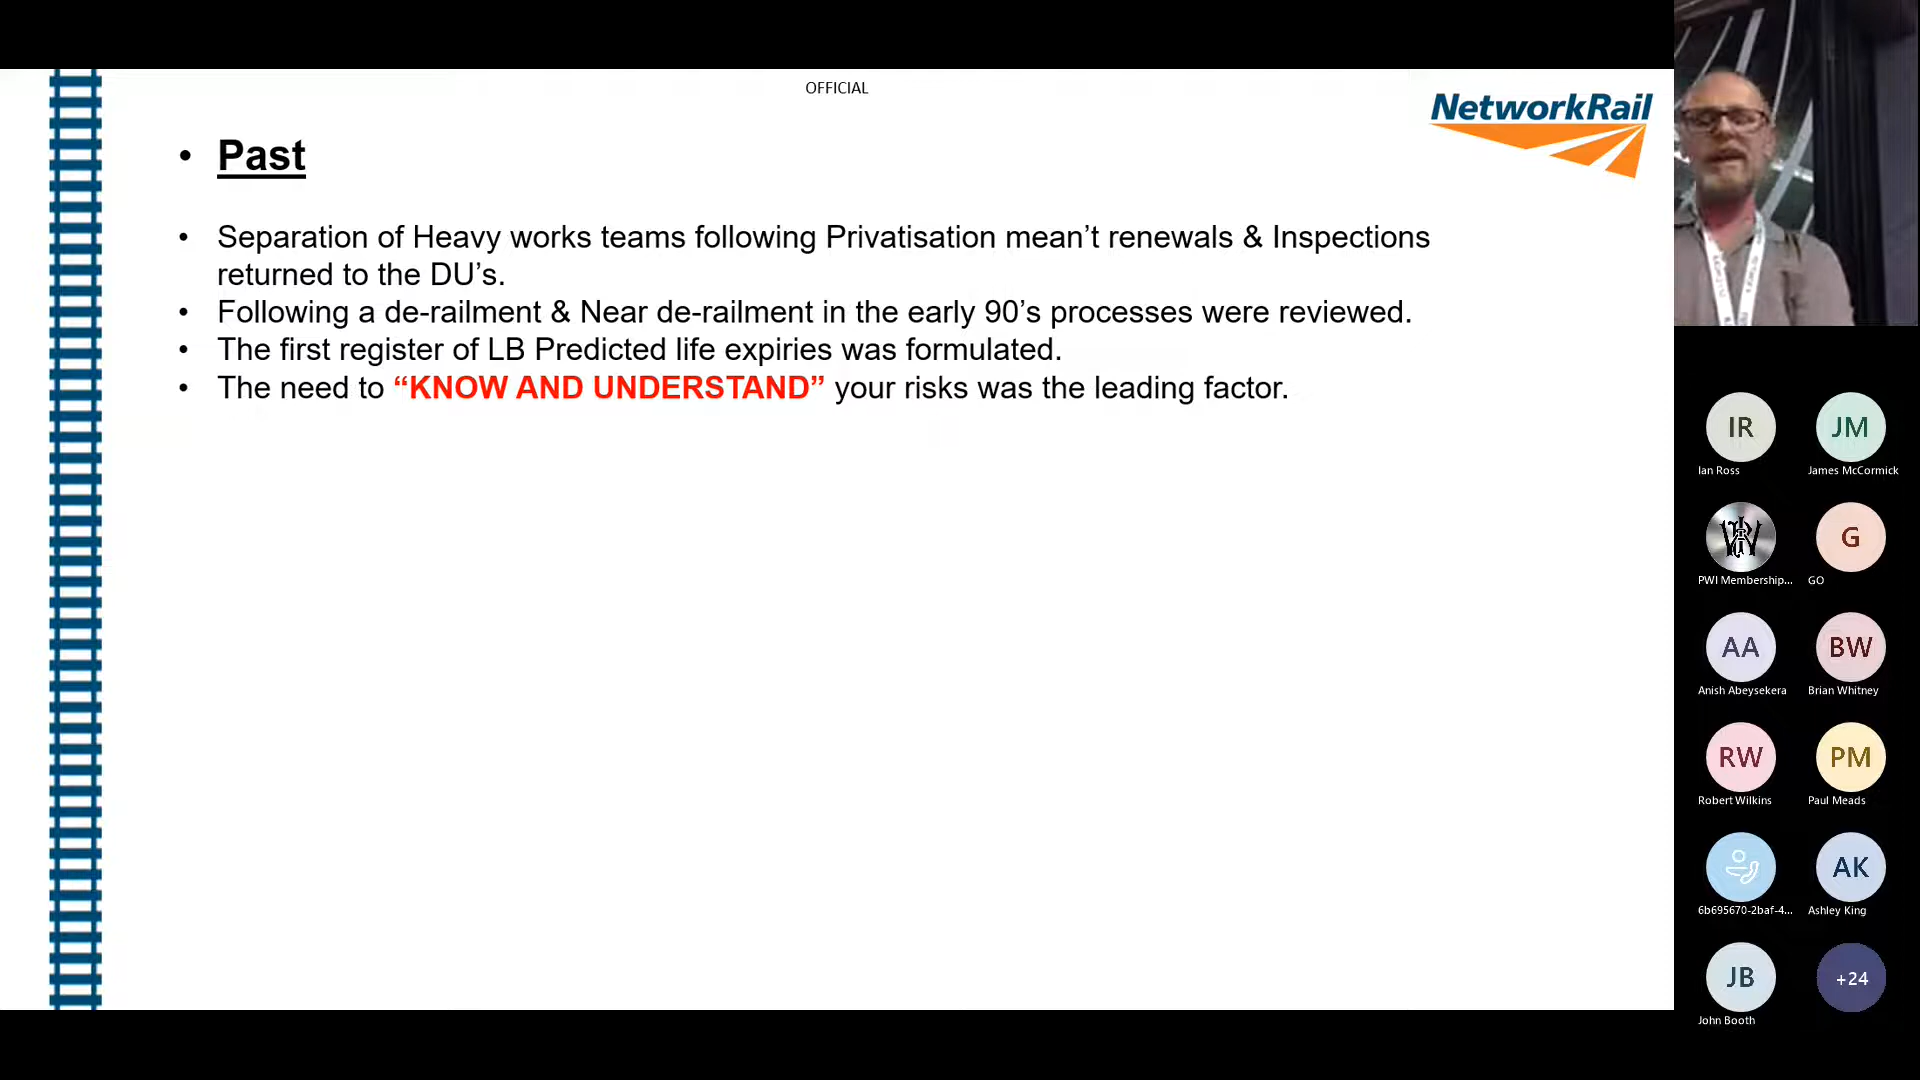 OFFICIAL
NetworkRail
• Past
• Separation of Heavy works teams following Privatisation mean’t renewals & Inspections
returned to the DU’s.
• Following a de-railment & Near de-railment in the early 90’s processes were reviewed.
• The first register of LB Predicted life expiries was formulated.
• The need to “KNOW AND UNDERSTAND” your risks was the leading factor.
IR
JM
Ian Ross
James McCormick
PWI Membership...
G
GO
AA
BW
Anish Abeysekera
Brian Whitney
RW
PM
Robert Wilkins
Paul Meads
AK
6b695670-2baf-4...
Ashley King
JB
+24
John Booth